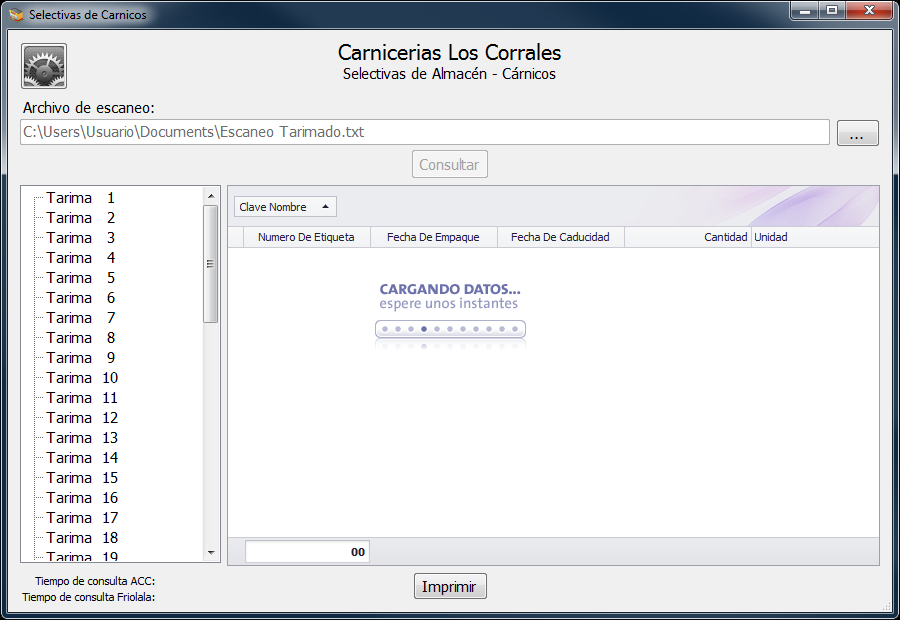 Selectivas de Carnicos
Carnicerias Los Corrales
Selectivas de Almacén - Cárnicos
Archivo de escaneo:
C:\Users\Usuario\Documents\Escaneo Tarimado.txt
...
Consultar
Tarima 1
Tarima 2
Tarima 3
Tarima 4
Tarima 5
Tarima 6
Tarima 7
Tarima 8
Tarima 9
Tarima 10
Tarima 11
Tarima 12
Tarima 13
Tarima 14
Tarima 15
Tarima 16
Tarima 17
Tarima 18
Tarima 19
Clave Nombre
Numero De Etiqueta Fecha De Empaque Fecha De Caducidad Cantidad Unidad
CARGANDO DATOS...
espere unos instantes
00
Tiempo de consulta ACC:
Tiempo de consulta Friolala:
Imprimir